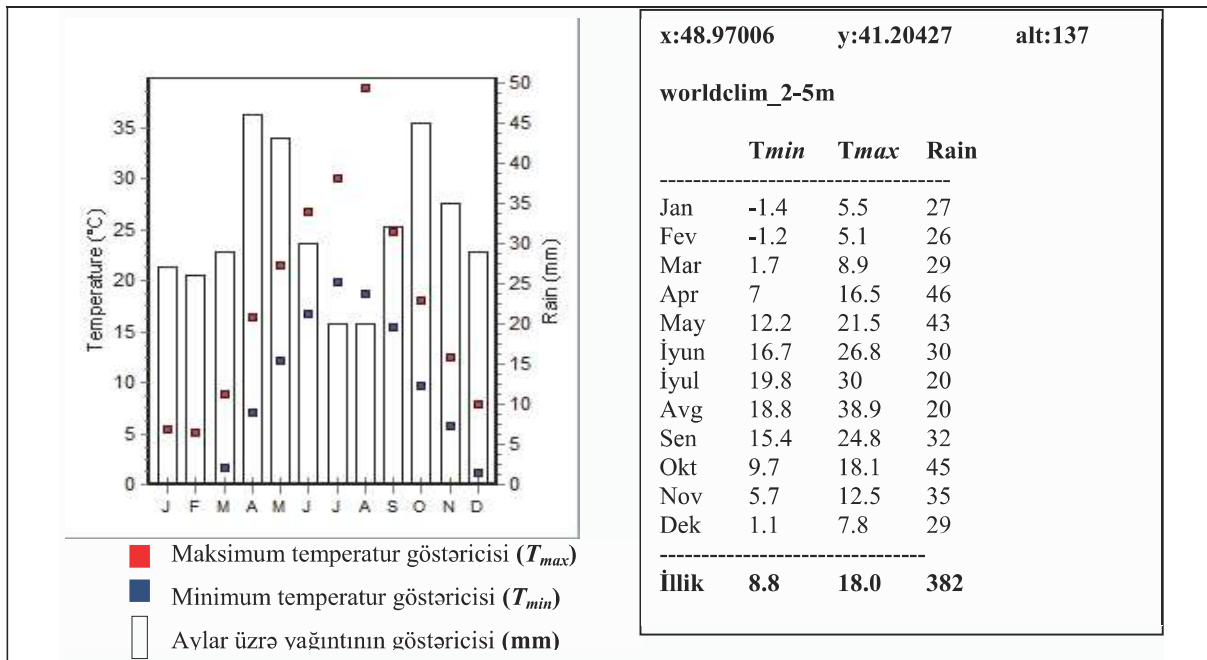 Temperature (°C)
35
30
25
20
15
10
5
0
J F M A M J J A S O N D
50
45
40
35
30
25
20
15
10
5
0
Rain (mm)
Maksimum temperatur göstəricisi (Tmax)
Minimum temperatur göstəricisi (Tmin)
Aylar üzrə yağıntının göstəricisi (mm)
x:48.97006 y:41.20427 alt:137
worldclim_2-5m
Tmin Tmax Rain
-----------------------------------
Jan -1.4 5.5 27
Fev -1.2 5.1 26
Mar 1.7 8.9 29
Apr 7 16.5 46
May 12.2 21.5 43
İyun 16.7 26.8 30
İyul 19.8 30 20
Avg 18.8 38.9 20
Sen 15.4 24.8 32
Okt 9.7 18.1 45
Nov 5.7 12.5 35
Dek 1.1 7.8 29
--------------------------------
İllik 8.8 18.0 382